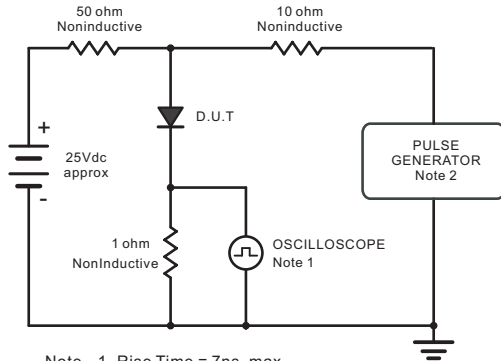 50 ohm
Noninductive
10 ohm
Noninductive
D.U.T
+
25Vdc
approx
-
PULSE
GENERATOR
Note 2
1 ohm
NonInductive
OSCILLOSCOPE
Note 1